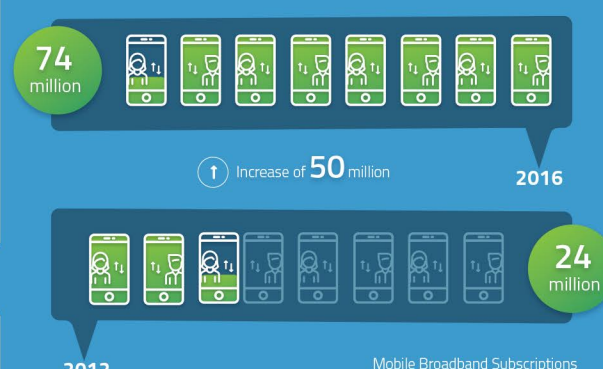 74
million
Increase of 50 million
2016
24
million
Mobile Broadband Subscriptions